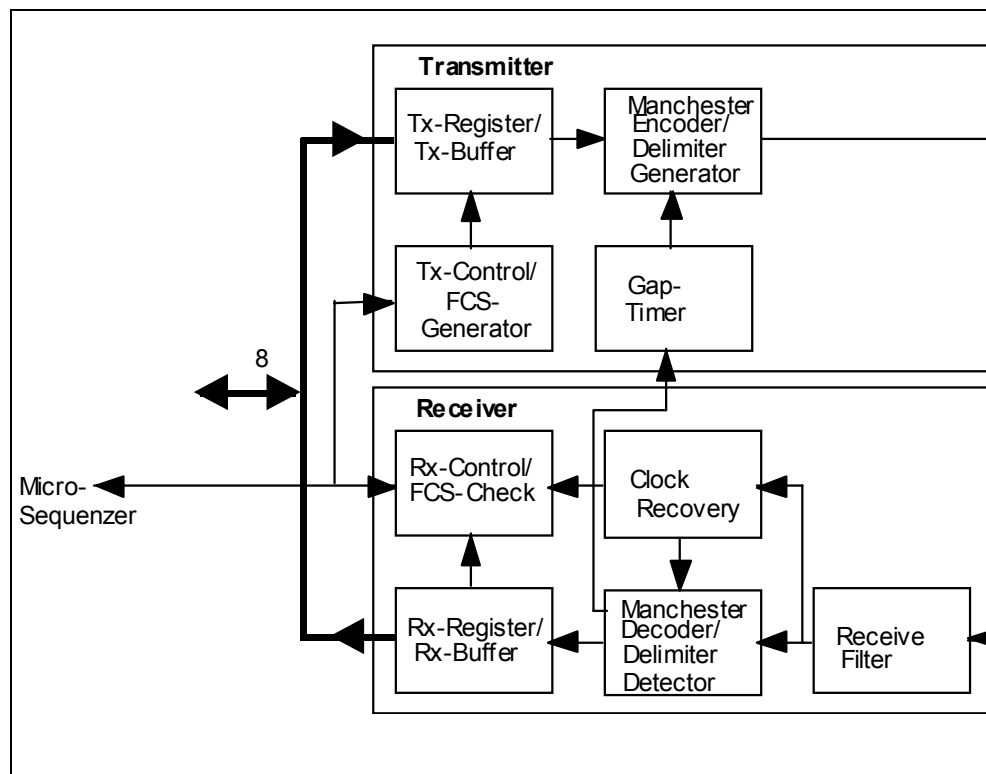 Transmitter
Tx-Register/
Tx-Buffer
Manchester
Encoder/
Delimiter
Generator
Tx-Control/
FCS-
Generator
Gap-
Timer
8
Receiver
Rx-Control/
FCS-Check
Clock
Recovery
Micro-
Sequenzer
Rx-Register/
Rx-Buffer
Manchester
Decoder/
Delimiter
Detector
Receive
Filter